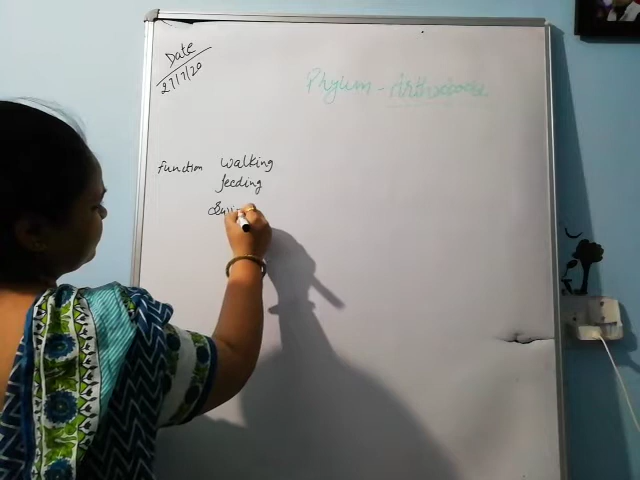 Date
27/7/20
Phylum - Arthropoda
function walking
feeding